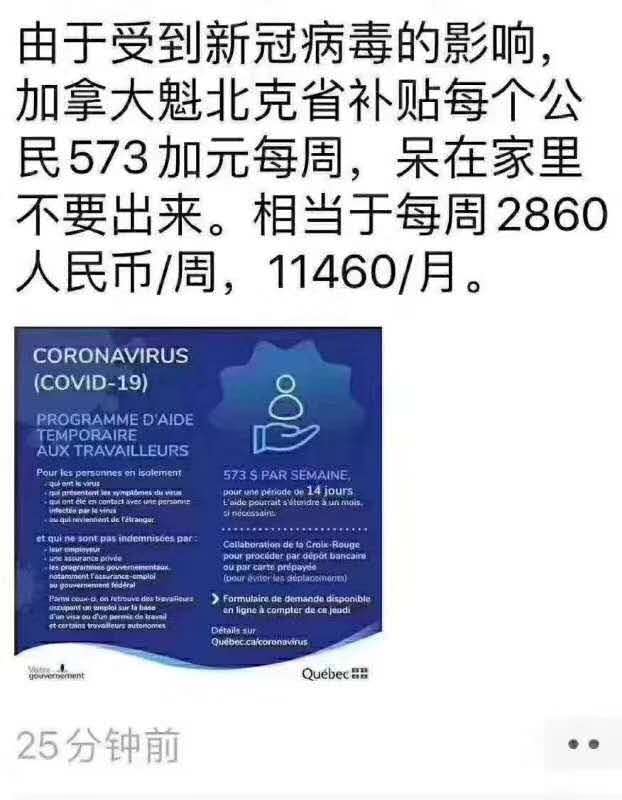 由于受到新冠病毒的影响,
加拿大魁北克省补贴每个公
民573加元每周，呆在家里
不要出来。相当于每周2860
人民币/周，11460/月。
CORONAVIRUS
(COVID-19)
PROGRAMME D'AIDE
TEMPORAIRE
AUX TRAVAILLEURS
Pour les personnes en isolement
- qui ont le virus
- qui présentent les symptômes du virus
- qui ont été en contact avec une personne
infectée par le virus
- ou qui reviennent de l'étranger
et qui ne sont pas indemnisées par :
- leur employeur
- une assurance privée
- les programmes gouvernementaux,
notamment l'assurance-emploi
du gouvernement fédéral
Parmi ceux-ci, on retrouve des travailleurs
occupant un emploi sur la base
d'un visa ou d'un permis de travail
et certains travailleurs autonomes
573 $ PAR SEMAINE,
pour une période de 14 jours
L'aide pourrait s'étendre à un mois,
si nécessaire.
Collaboration de la Croix-Rouge
pour procéder par dépôt bancaire
ou par carte prépayée
(pour éviter les déplacements)
Formulaire de demande disponible
en ligne à compter de ce jeudi
Détails sur
Québec.ca/coronavirus
Votre
gouvernement
Québec
25分钟前